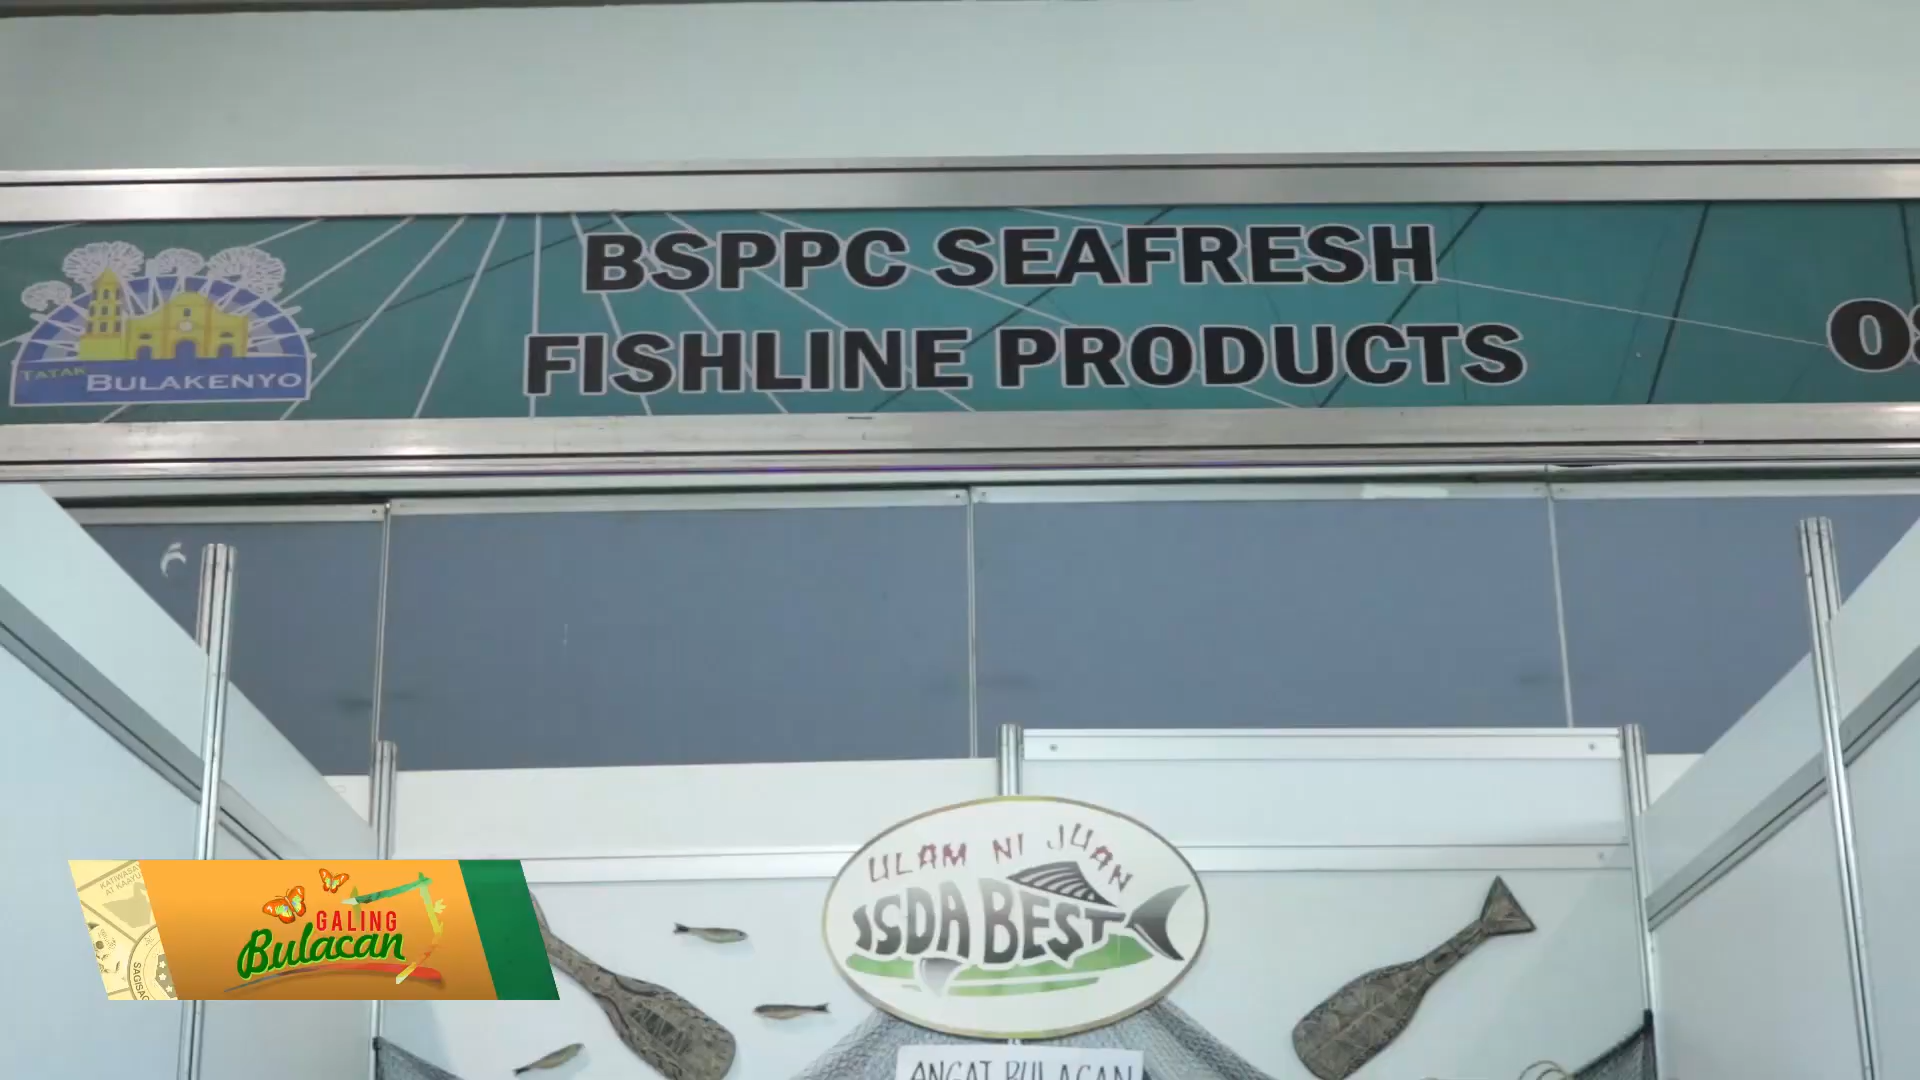 BSPPC SEAFRESH
FISHLINE PRODUCTS
TATAK
BULAKENYO
ULAM NI JUAN
ISDA BEST
GALING
Bulacan
ANGAT BULACAN